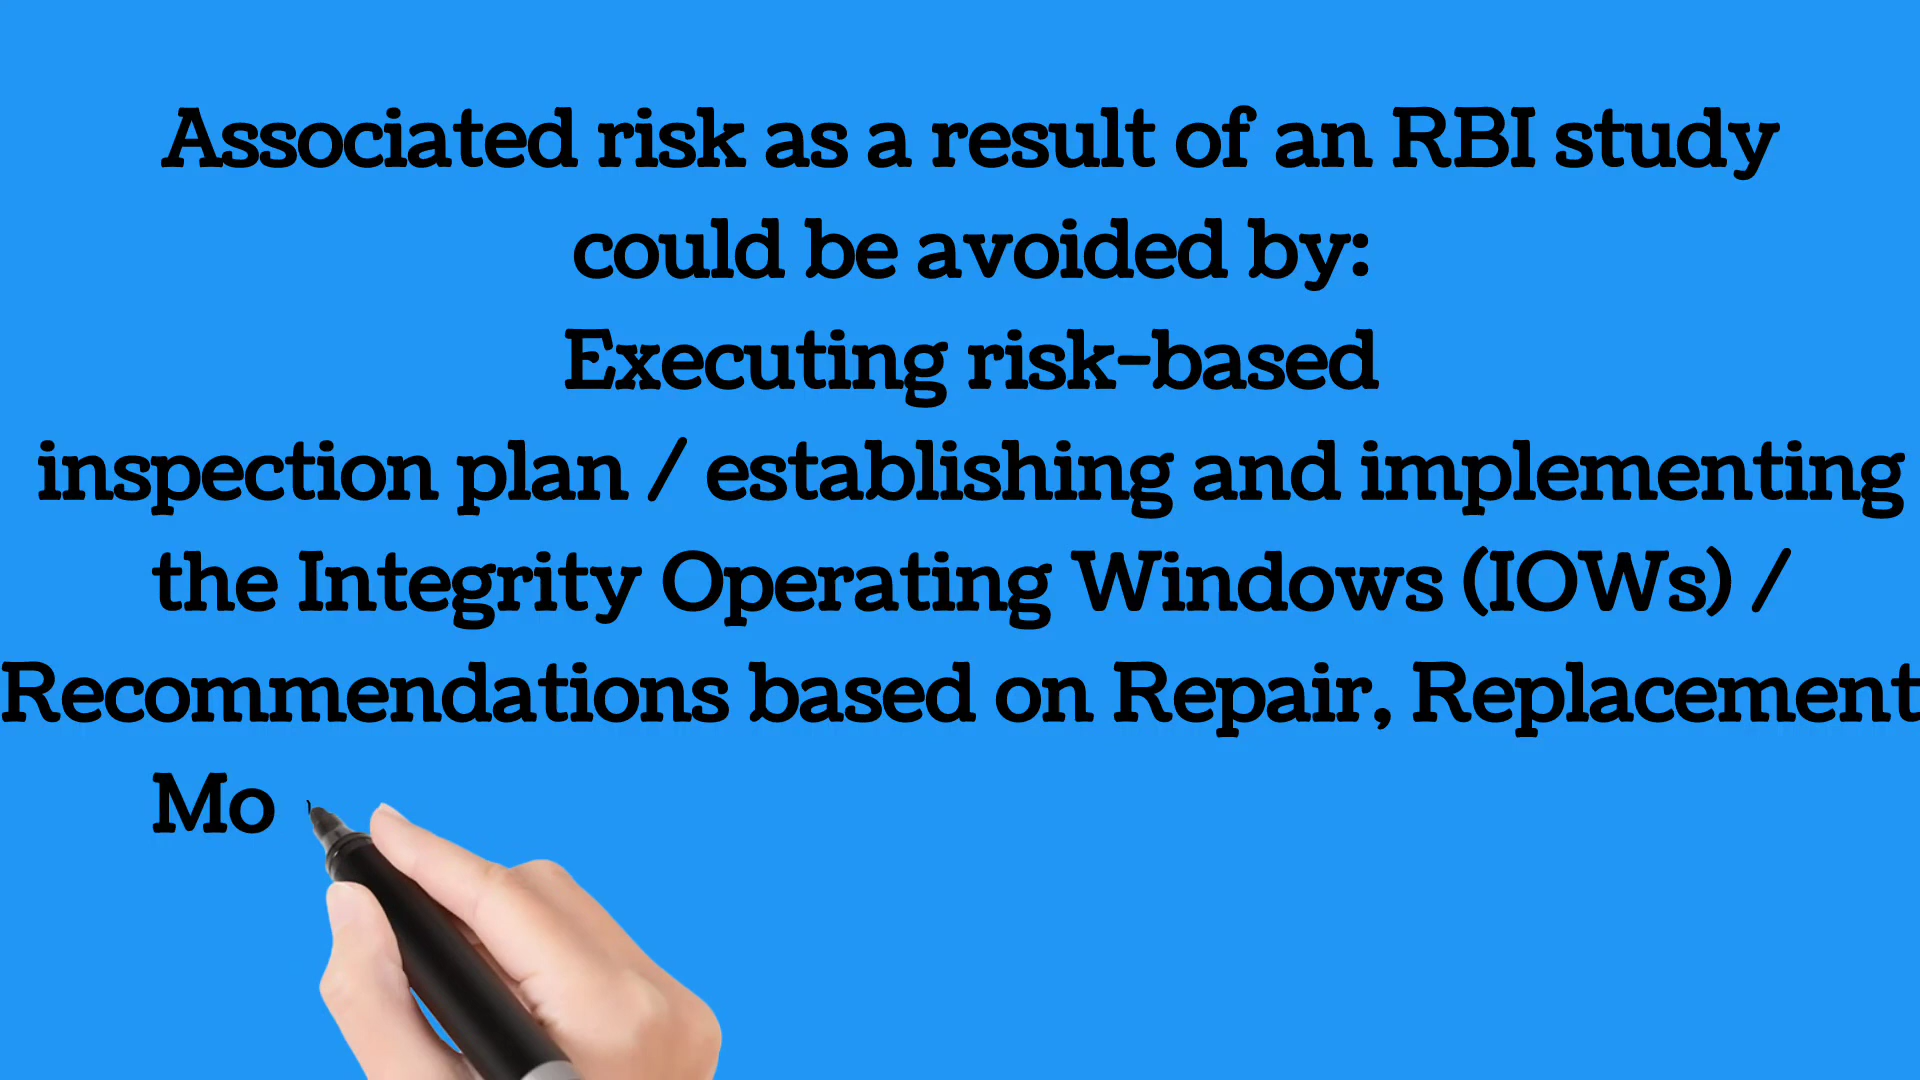 Associated risk as a result of an RBI study
could be avoided by:
Executing risk-based
inspection plan / establishing and implementing
the Integrity Operating Windows (IOWs) /
Recommendations based on Repair, Replacement
Mo